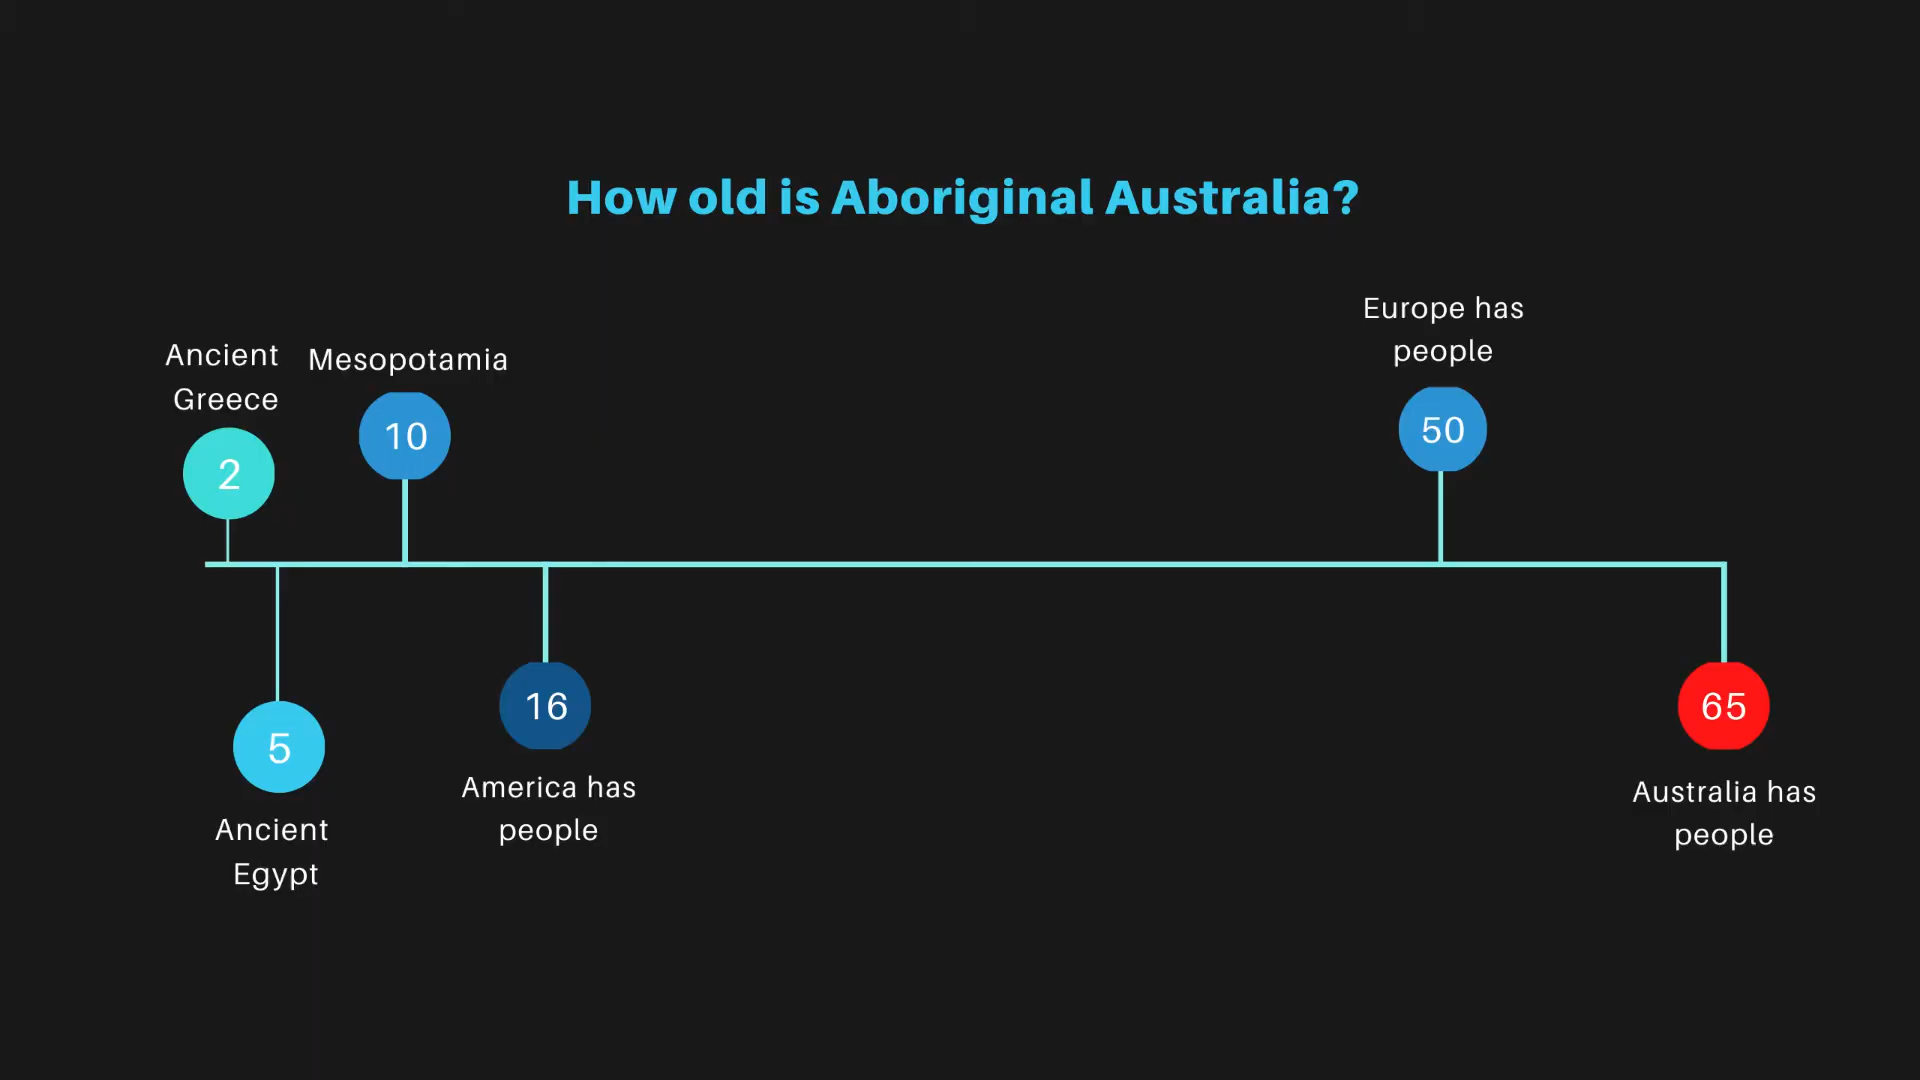 How old is Aboriginal Australia?
Ancient
Greece
2
Mesopotamia
10
Europe has
people
50
5
Ancient
Egypt
16
America has
people
65
Australia has
people